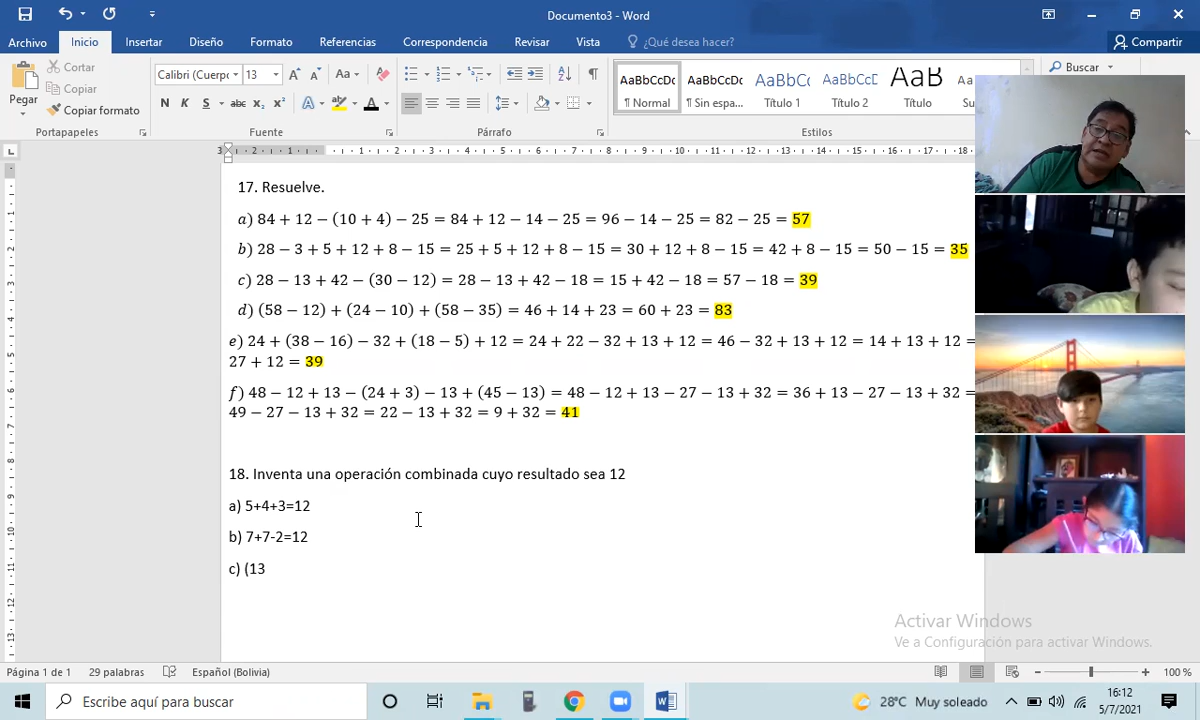 Documento3 - Word
Archivo Inicio Insertar Diseño Formato Referencias Correspondencia Revisar Vista ¿Qué desea hacer? Compartir
Pegar
Cortar
Copiar
Copiar formato
Portapapeles
Calibri (Cuerpo 13
N K S abc x₂ x²
Fuente
Párrafo
AaBbCcDc AaBbCcDc AaBbCc AaBbCcD AaB
¶ Normal ¶ Sin espa... Título 1 Título 2 Título
Estilos
Buscar
17. Resuelve.
a) 84 + 12 − (10 + 4) − 25 = 84 + 12 − 14 − 25 = 96 − 14 − 25 = 82 − 25 = 57
b) 28 − 3 + 5 + 12 + 8 − 15 = 25 + 5 + 12 + 8 − 15 = 30 + 12 + 8 − 15 = 42 + 8 − 15 = 50 − 15 = 35
c) 28 − 13 + 42 − (30 − 12) = 28 − 13 + 42 − 18 = 15 + 42 − 18 = 57 − 18 = 39
d) (58 − 12) + (24 − 10) + (58 − 35) = 46 + 14 + 23 = 60 + 23 = 83
e) 24 + (38 − 16) − 32 + (18 − 5) + 12 = 24 + 22 − 32 + 13 + 12 = 46 − 32 + 13 + 12 = 14 + 13 + 12 =
27 + 12 = 39
f) 48 − 12 + 13 − (24 + 3) − 13 + (45 − 13) = 48 − 12 + 13 − 27 − 13 + 32 = 36 + 13 − 27 − 13 + 32 =
49 − 27 − 13 + 32 = 22 − 13 + 32 = 9 + 32 = 41
18. Inventa una operación combinada cuyo resultado sea 12
a) 5+4+3=12
b) 7+7-2=12
c) (13
Activar Windows
Ve a Configuración para activar Windows.
Página 1 de 1 29 palabras Español (Bolivia) 100 %
Escribe aquí para buscar
28°C Muy soleado
16:12
5/7/2021